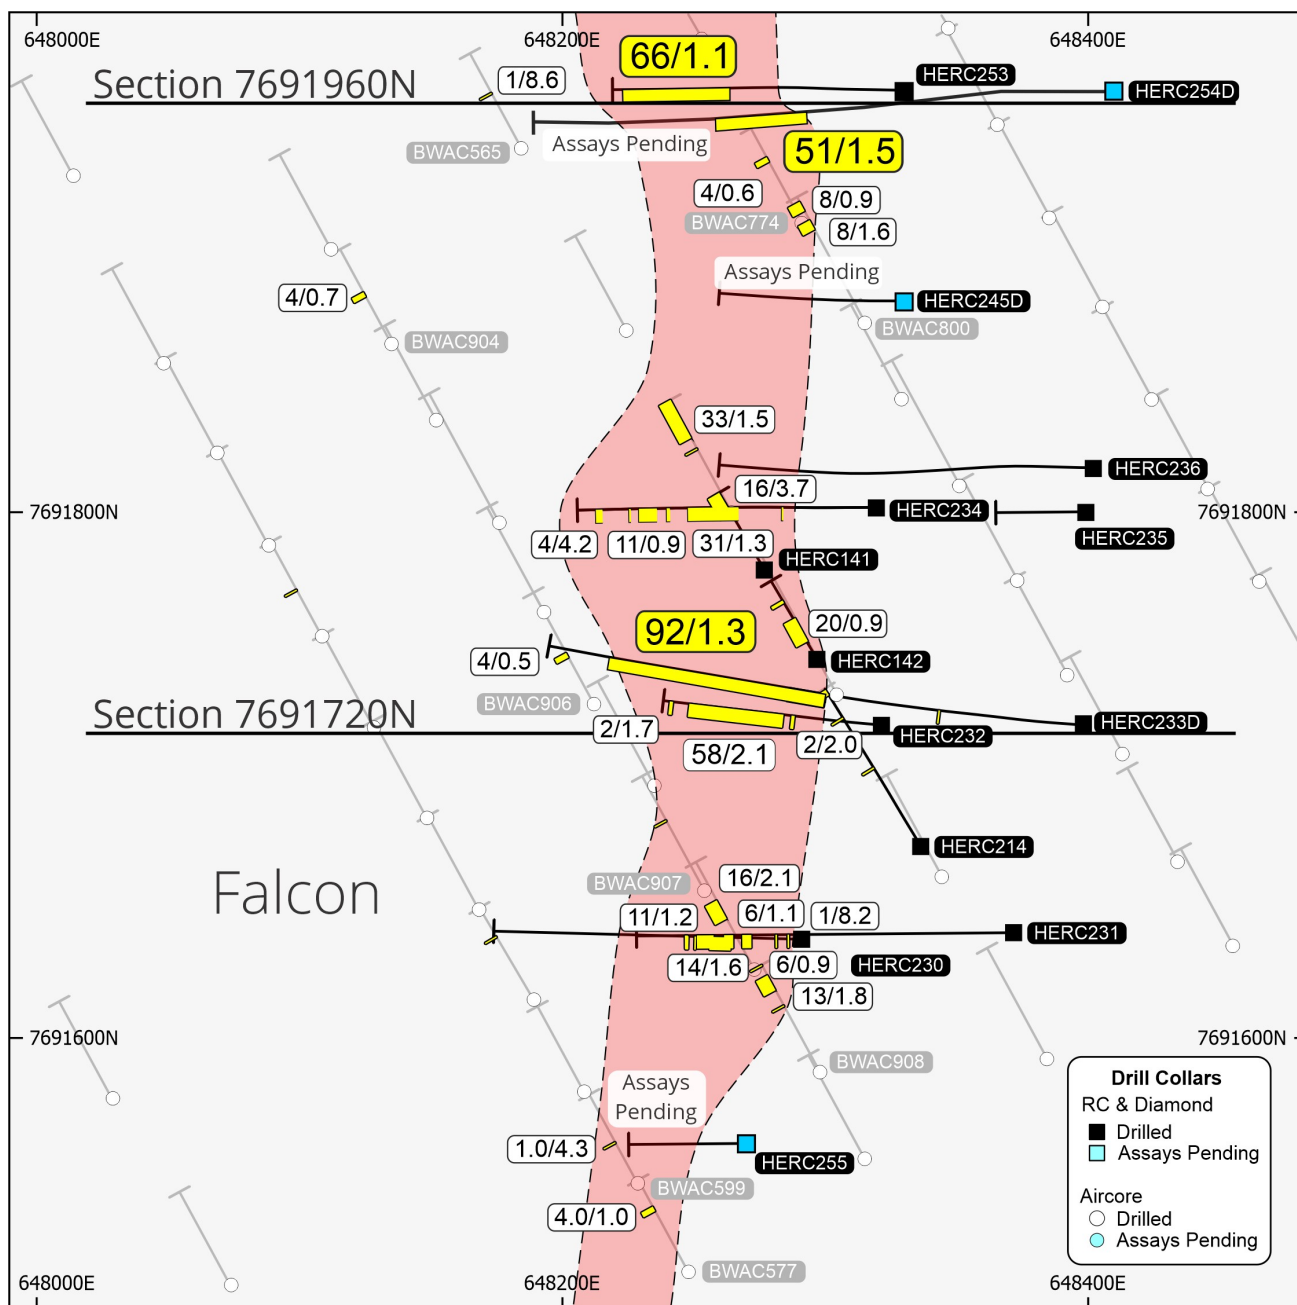 648000E
648200E
648400E
66/1.1
HERC253
Section 7691960N
1/8.6
HERC254D
Assays Pending
BWAC565
51/1.5
4/0.6
8/0.9
BWAC774
8/1.6
Assays Pending
4/0.7
HERC245D
BWAC904
BWAC800
33/1.5
HERC236
16/3.7
7691800N
HERC234
7691800N
4/4.2
11/0.9
31/1.3
HERC235
HERC141
92/1.3
20/0.9
4/0.5
HERC142
BWAC906
Section 7691720N
2/1.7
HERC233D
HERC232
58/2.1
2/2.0
HERC214
Falcon
BWAC907
16/2.1
11/1.2
6/1.1
1/8.2
HERC231
14/1.6
6/0.9
HERC230
13/1.8
7691600N
7691600N
BWAC908
Assays
Pending
1.0/4.3
HERC255
BWAC599
4.0/1.0
BWAC577
648000E
648200E
648400E
Drill Collars
RC & Diamond
Drilled
Assays Pending
Aircore
Drilled
Assays Pending